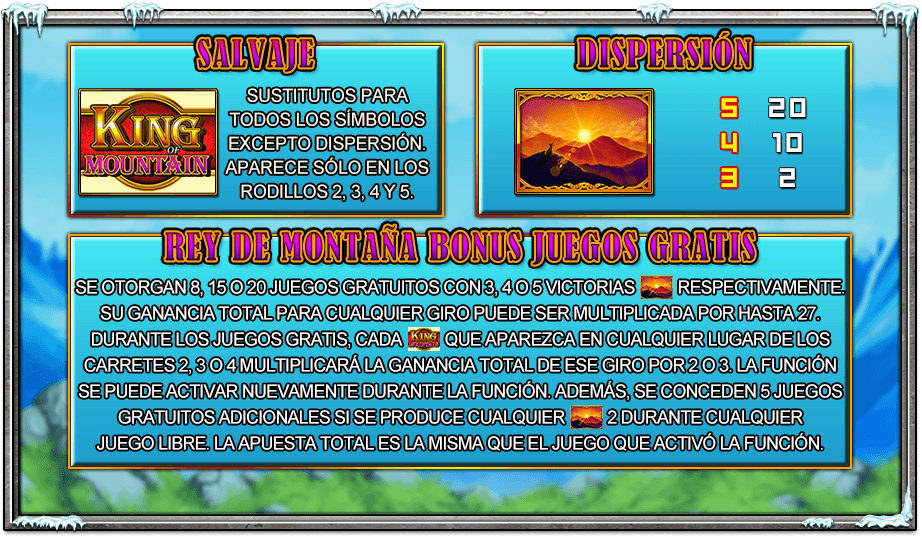 SALVAJE
KING
OF
MOUNTAIN
SUSTITUTOS PARA
TODOS LOS SÍMBOLOS
EXCEPTO DISPERSIÓN.
APARECE SÓLO EN LOS
RODILLOS 2, 3, 4 Y 5.
DISPERSIÓN
5 20
4 10
3 2
REY DE MONTAÑA BONUS JUEGOS GRATIS
SE OTORGAN 8, 15 O 20 JUEGOS GRATUITOS CON 3, 4 O 5 VICTORIAS RESPECTIVAMENTE.
SU GANANCIA TOTAL PARA CUALQUIER GIRO PUEDE SER MULTIPLICADA POR HASTA 27.
DURANTE LOS JUEGOS GRATIS, CADA KING OF MOUNTAIN QUE APAREZCA EN CUALQUIER LUGAR DE LOS
CARRETES 2, 3 O 4 MULTIPLICARÁ LA GANANCIA TOTAL DE ESE GIRO POR 2 O 3. LA FUNCIÓN
SE PUEDE ACTIVAR NUEVAMENTE DURANTE LA FUNCIÓN. ADEMÁS, SE CONCEDEN 5 JUEGOS
GRATUITOS ADICIONALES SI SE PRODUCE CUALQUIER 2 DURANTE CUALQUIER
JUEGO LIBRE. LA APUESTA TOTAL ES LA MISMA QUE EL JUEGO QUE ACTIVÓ LA FUNCIÓN.